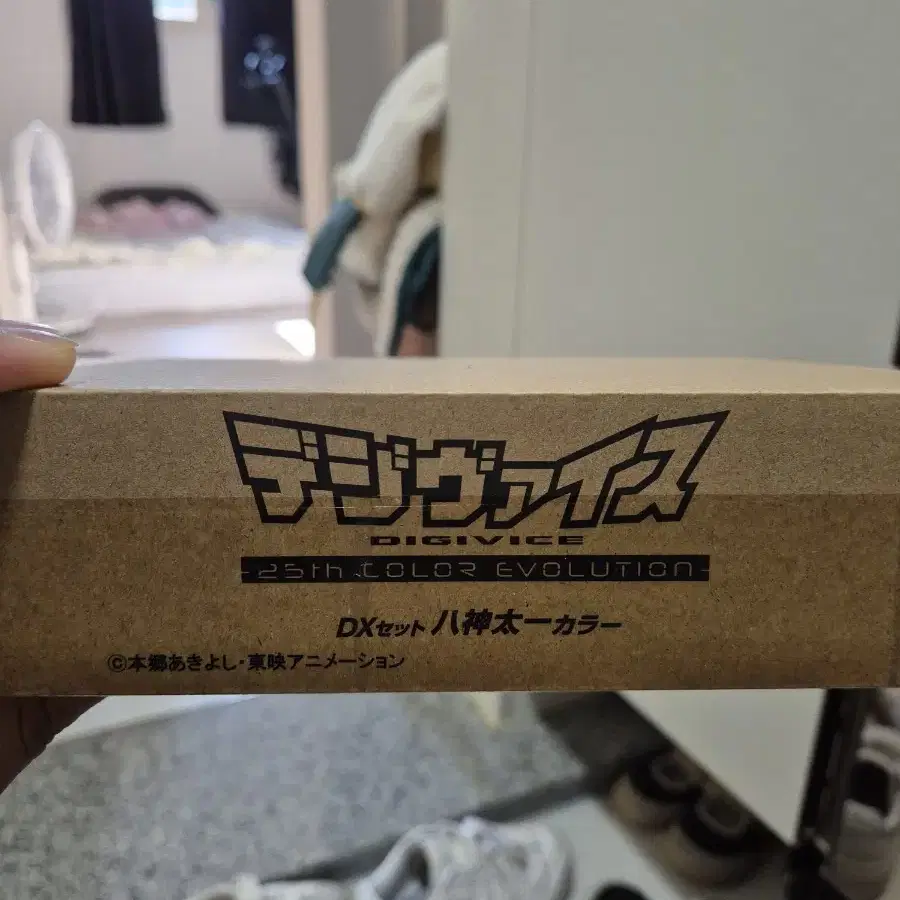 デジヴァイス
DIGIVICE
-25th COLOR EVOLUTION-
DXセット 八神太一カラー
©本郷あきよし・東映アニメーション